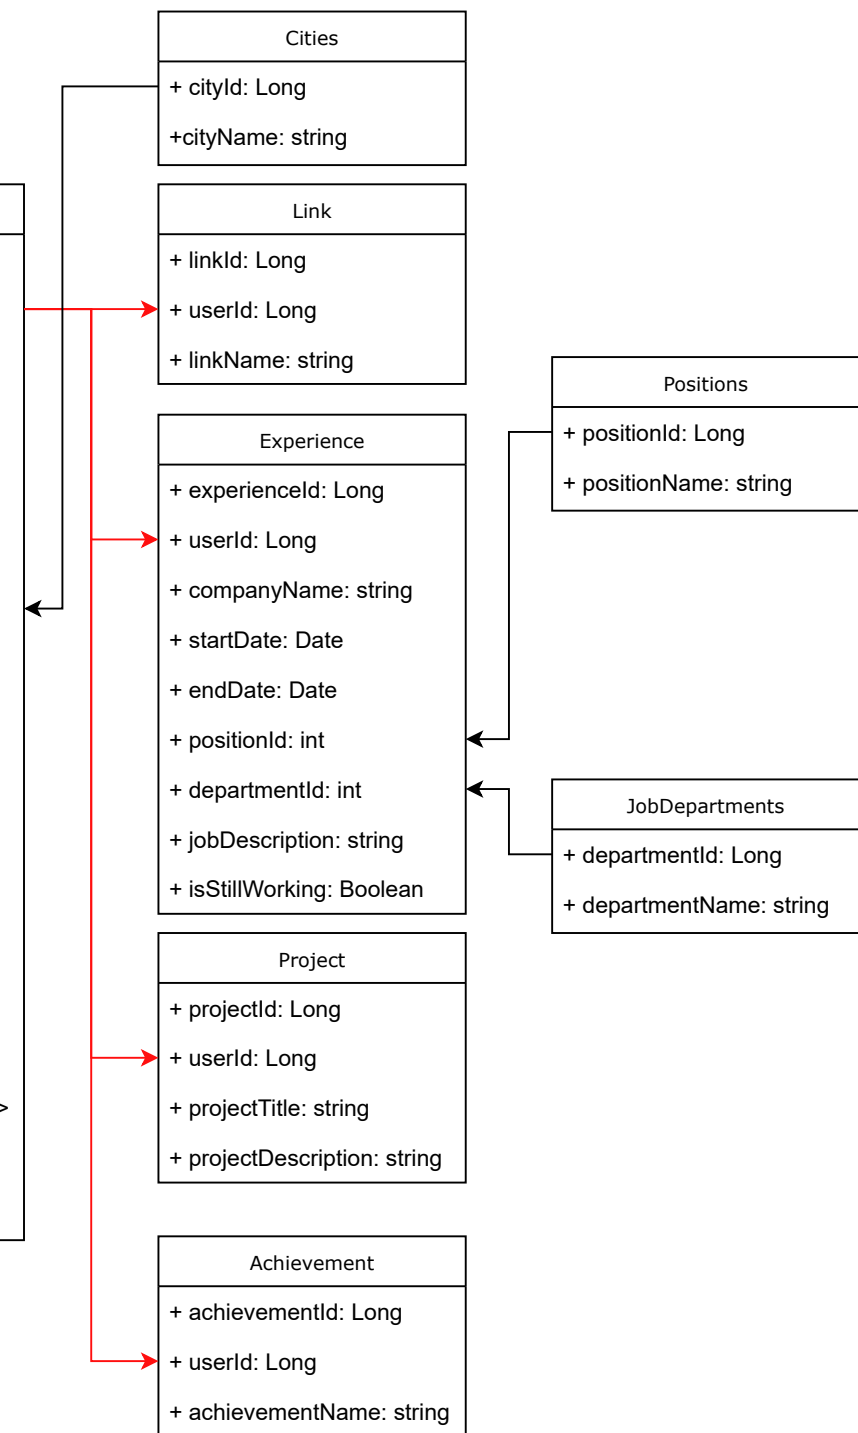 Cities
+ cityId: Long
+cityName: string
Link
+ linkId: Long
+ userId: Long
+ linkName: string
Experience
+ experienceId: Long
+ userId: Long
+ companyName: string
+ startDate: Date
+ endDate: Date
+ positionId: int
+ departmentId: int
+ jobDescription: string
+ isStillWorking: Boolean
Positions
+ positionId: Long
+ positionName: string
JobDepartments
+ departmentId: Long
+ departmentName: string
Project
+ projectId: Long
+ userId: Long
+ projectTitle: string
+ projectDescription: string
>
Achievement
+ achievementId: Long
+ userId: Long
+ achievementName: string